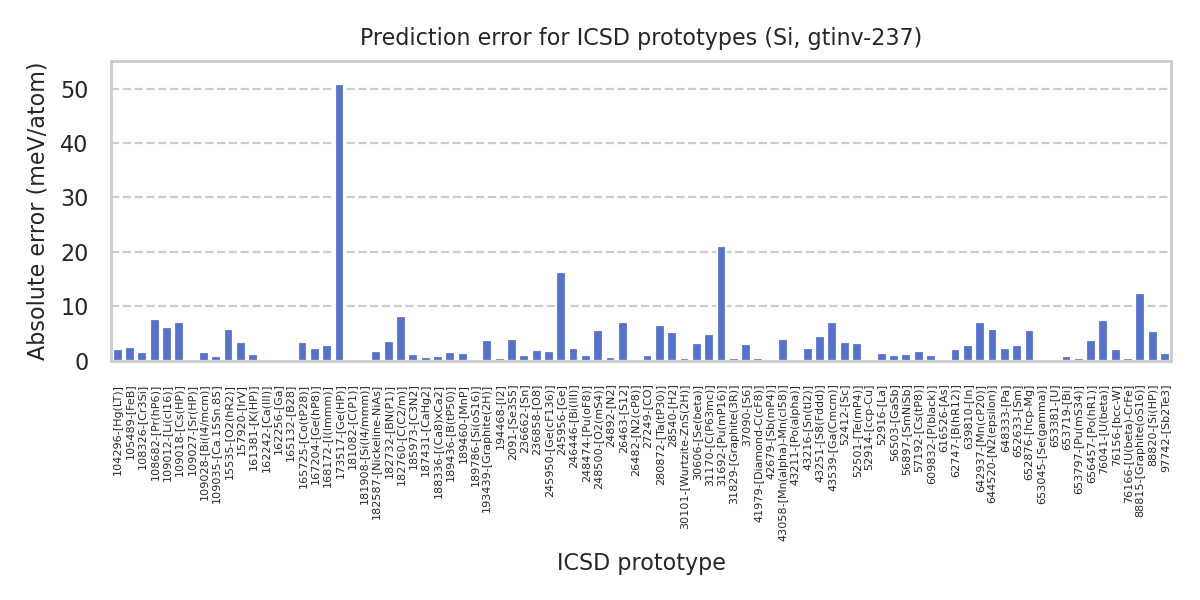 Prediction error for ICSD prototypes (Si, gtinv-237)
Absolute error (meV/atom)
50
40
30
20
10
0
104296-[Hg(LT)]
105489-[FeB]
108326-[Cr3Si]
108682-[Pr(hP6)]
109012-[Li(cI16)]
109018-[Cs(HP)]
109027-[Sr(HP)]
109028-[Bi(I4/mcm)]
109035-[Ca.15Sn.85]
15535-[O2(hR2)]
157920-[IrV]
161381-[K(HP)]
162242-[Ca(III)]
162256-[Ga]
165132-[B28]
165725-[Co(tP28)]
167204-[Ge(hP8)]
168172-[I(Immm)]
173517-[Ge(HP)]
181082-[C(P1)]
181908-[Si(I4/mmm)]
182587-[Nickeline-NiAs]
182732-[BN(P1)]
182760-[C(C2/m)]
185973-[C3N2]
187431-[CaHg2]
188336-[(Ca8)xCa2]
189436-[B(tP50)]
189460-[MnP]
189786-[Si(oS16)]
193439-[Graphite(2H)]
194468-[I2]
2091-[Se3S5]
236662-[Sn]
236858-[O8]
245950-[Ge(cF136)]
245956-[Ge]
246446-[Bi(III)]
248474-[Pu(oF8)]
248500-[O2(mS4)]
24892-[N2]
26463-[S12]
26482-[N2(cP8)]
272249-[CO]
280872-[Ta(tP30)]
28540-[H2]
30101-[Wurtzite-ZnS(2H)]
30606-[Se(beta)]
31170-[C(P63mc)]
31692-[Pu(mP16)]
31829-[Graphite(3R)]
37090-[S6]
41979-[Diamond-C(cF8)]
42679-[Sb(mP4)]
43058-[Mn(alpha)-Mn(cI58)]
43211-[Po(alpha)]
43216-[Sn(tI2)]
43251-[S8(Fddd)]
43539-[Ga(Cmcm)]
52412-[Sc]
52501-[Te(mP4)]
52914-[ccp-Cu]
52916-[La]
56503-[GaSb]
56897-[SmNiSb]
57192-[Cs(tP8)]
609832-[P(black)]
616526-[As]
62747-[B(hR12)]
639810-[In]
642937-[Mn(cP20)]
644520-[N2(epsilon)]
648333-[Pa]
652633-[Sm]
652876-[hcp-Mg]
653045-[Se(gamma)]
653381-[U]
653719-[Bi]
653797-[Pu(mS34)]
656457-[Po(hR1)]
76041-[U(beta)]
76156-[bcc-W]
76166-[U(beta)-CrFe]
88815-[Graphite(oS16)]
88820-[Si(HP)]
97742-[Sb2Te3]
ICSD prototype